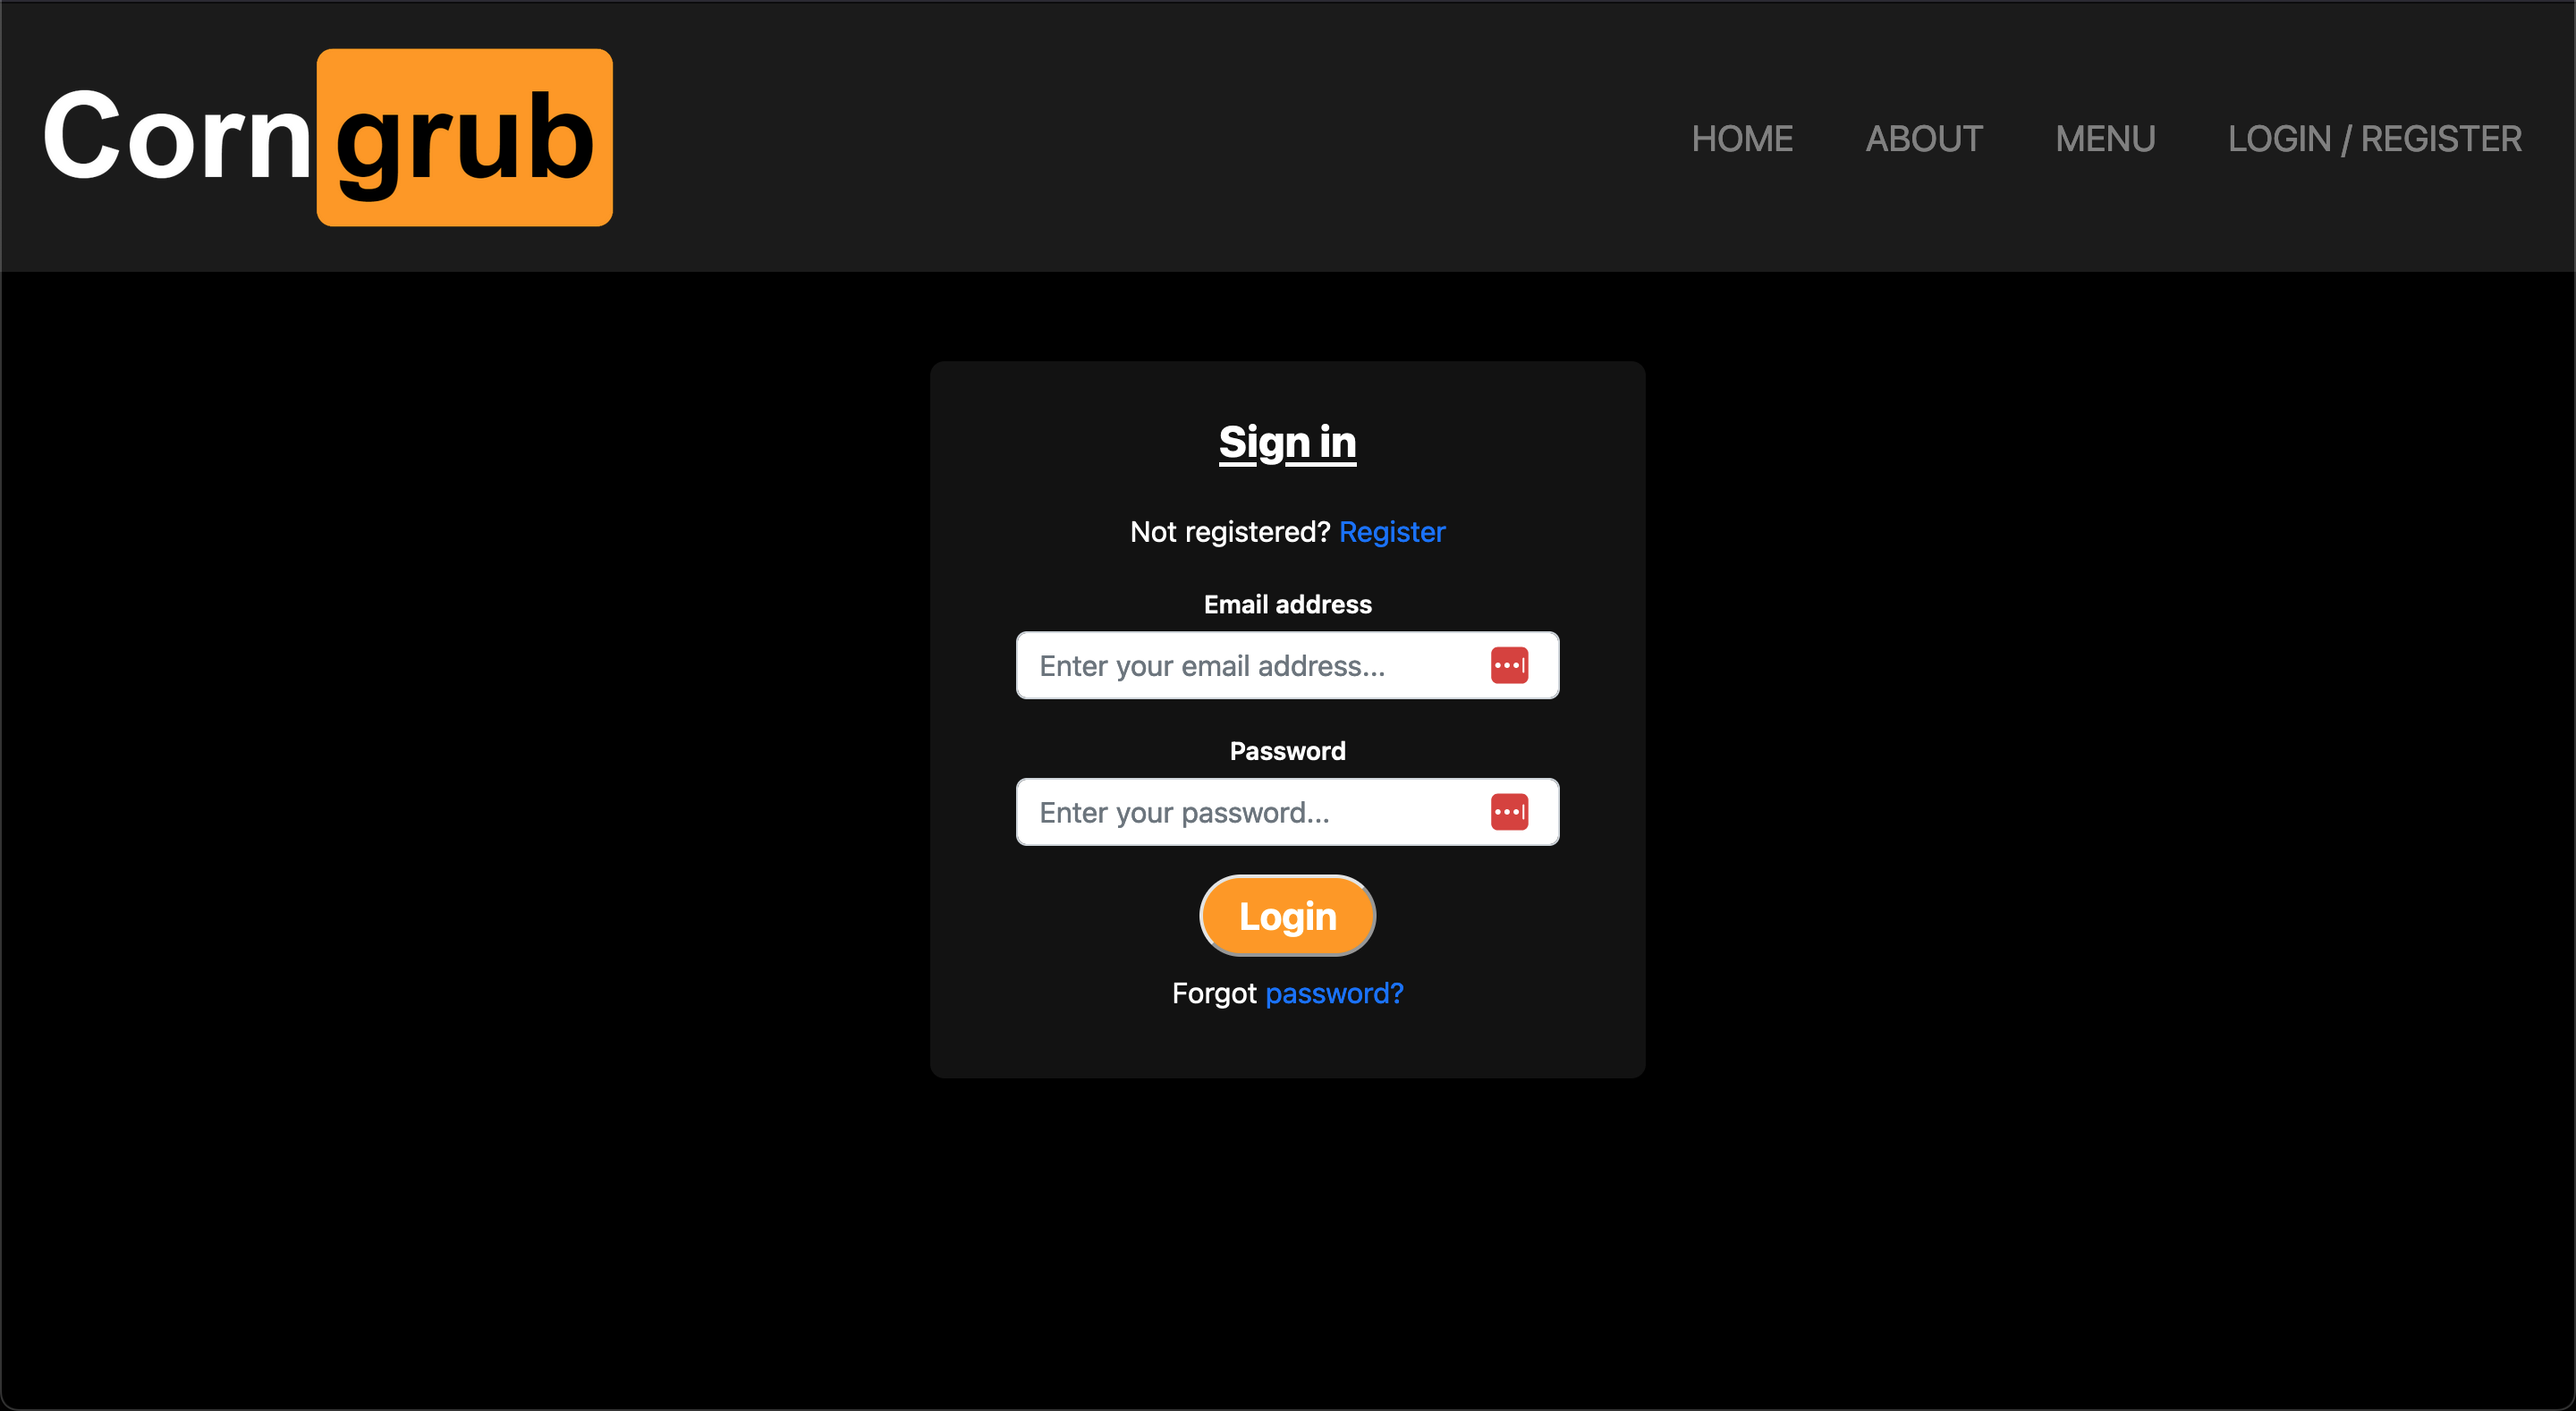 Corngrub
HOME ABOUT MENU LOGIN / REGISTER
Sign in
Not registered? Register
Email address
Enter your email address...
Password
Enter your password...
Login
Forgot password?